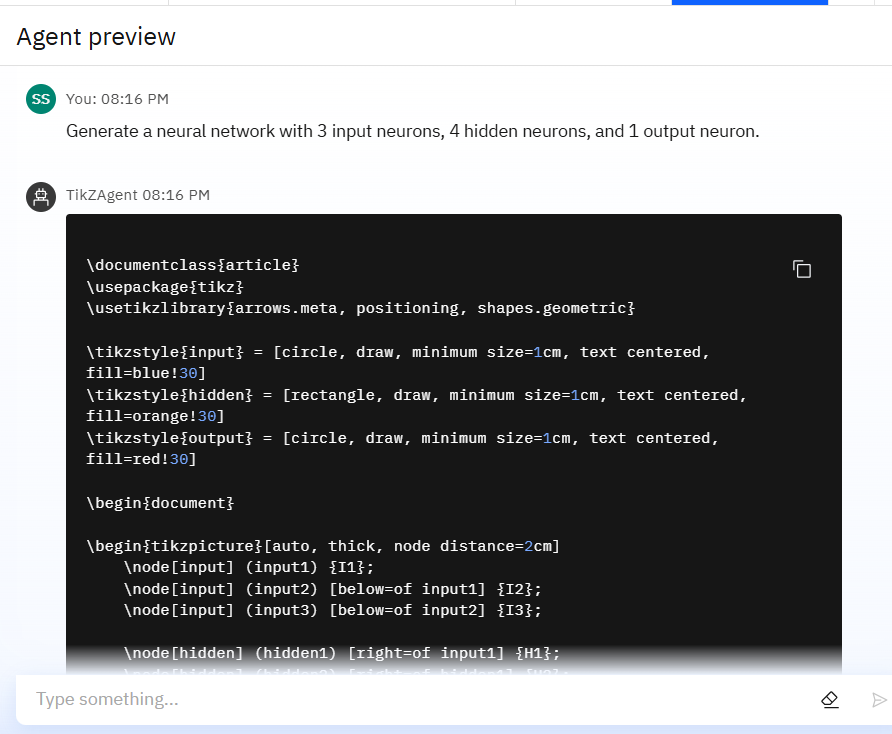 Agent preview
SS
You: 08:16 PM
Generate a neural network with 3 input neurons, 4 hidden neurons, and 1 output neuron.
TikZAgent 08:16 PM
\documentclass{article}
\usepackage{tikz}
\usetikzlibrary{arrows.meta, positioning, shapes.geometric}
\tikzstyle{input} = [circle, draw, minimum size=1cm, text centered,
fill=blue!30]
\tikzstyle{hidden} = [rectangle, draw, minimum size=1cm, text centered,
fill=orange!30]
\tikzstyle{output} = [circle, draw, minimum size=1cm, text centered,
fill=red!30]
\begin{document}
\begin{tikzpicture}[auto, thick, node distance=2cm]
\node[input] (input1) {I1};
\node[input] (input2) [below=of input1] {I2};
\node[input] (input3) [below=of input2] {I3};
\node[hidden] (hidden1) [right=of input1] {H1};
Type something...